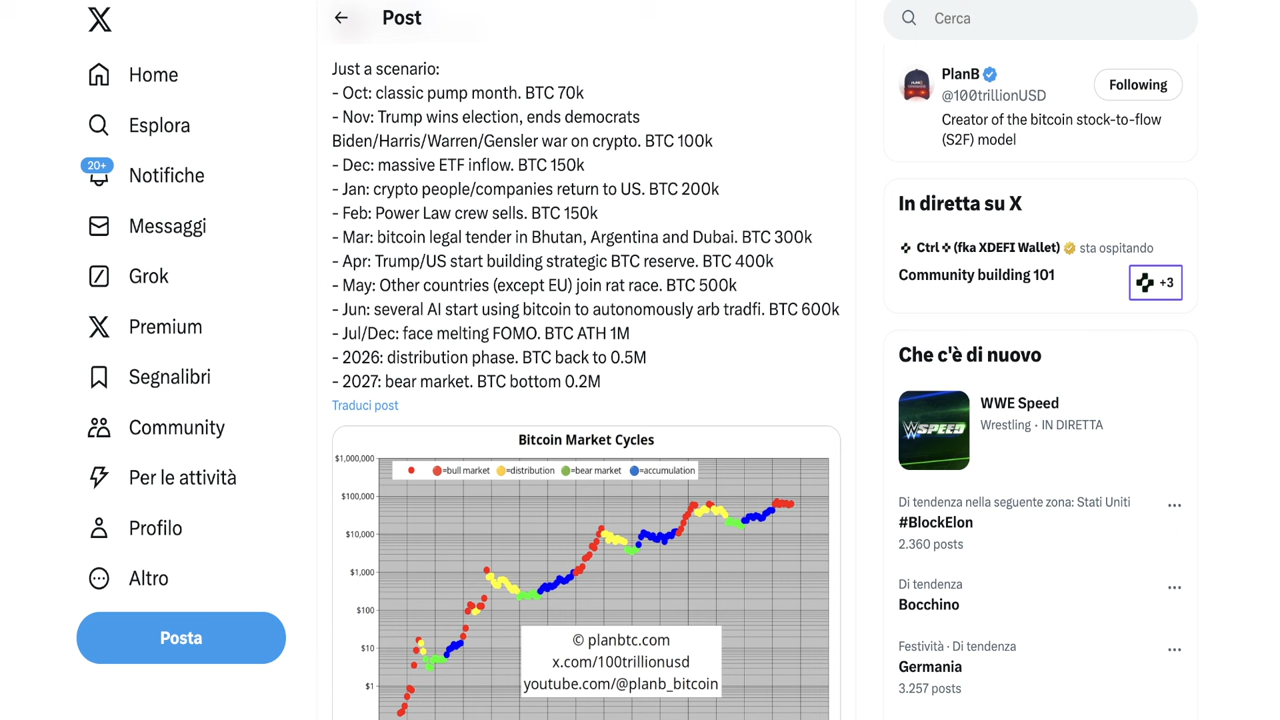 Post
Home
Esplora
20+
Notifiche
Messaggi
Grok
Premium
Segnalibri
Community
Per le attività
Profilo
Altro
Posta
Just a scenario:
- Oct: classic pump month. BTC 70k
- Nov: Trump wins election, ends democrats
Biden/Harris/Warren/Gensler war on crypto. BTC 100k
- Dec: massive ETF inflow. BTC 150k
- Jan: crypto people/companies return to US. BTC 200k
- Feb: Power Law crew sells. BTC 150k
- Mar: bitcoin legal tender in Bhutan, Argentina and Dubai. BTC 300k
- Apr: Trump/US start building strategic BTC reserve. BTC 400k
- May: Other countries (except EU) join rat race. BTC 500k
- Jun: several AI start using bitcoin to autonomously arb tradfi. BTC 600k
- Jul/Dec: face melting FOMO. BTC ATH 1M
- 2026: distribution phase. BTC back to 0.5M
- 2027: bear market. BTC bottom 0.2M
Traduci post
Bitcoin Market Cycles
=bull market =distribution =bear market =accumulation
$1,000,000
$100,000
$10,000
$1,000
$100
$10
$1
© planbtc.com
x.com/100trillionusd
youtube.com/@planb_bitcoin
Cerca
PlanB
@100trillionUSD
Following
Creator of the bitcoin stock-to-flow
(S2F) model
In diretta su X
Ctrl (fka XDEFI Wallet) sta ospitando
Community building 101
+3
Che c'è di nuovo
WWE Speed
Wrestling · IN DIRETTA
SPEED
Di tendenza nella seguente zona: Stati Uniti
#BlockElon
2.360 posts
Di tendenza
Bocchino
Festività · Di tendenza
Germania
3.257 posts